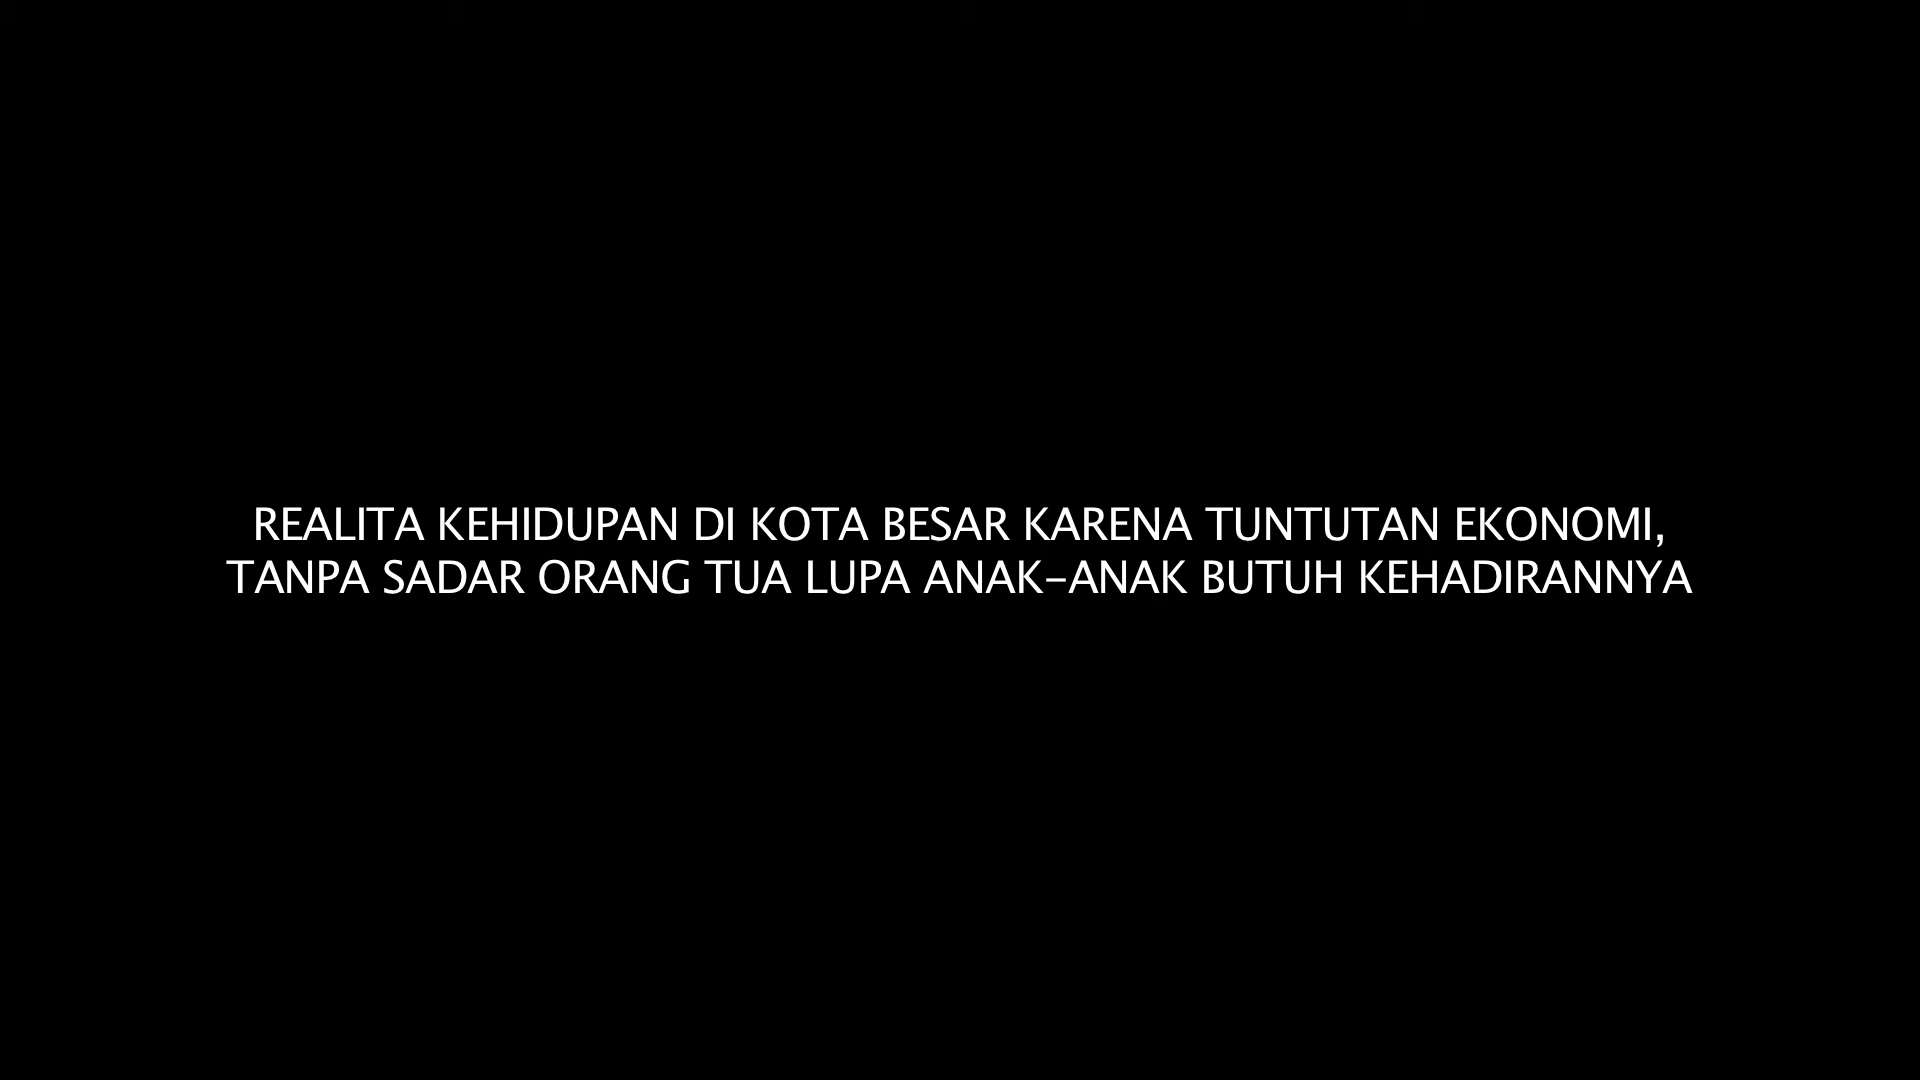 REALITA KEHIDUPAN DI KOTA BESAR KARENA TUNTUTAN EKONOMI,
TANPA SADAR ORANG TUA LUPA ANAK-ANAK BUTUH KEHADIRANNYA